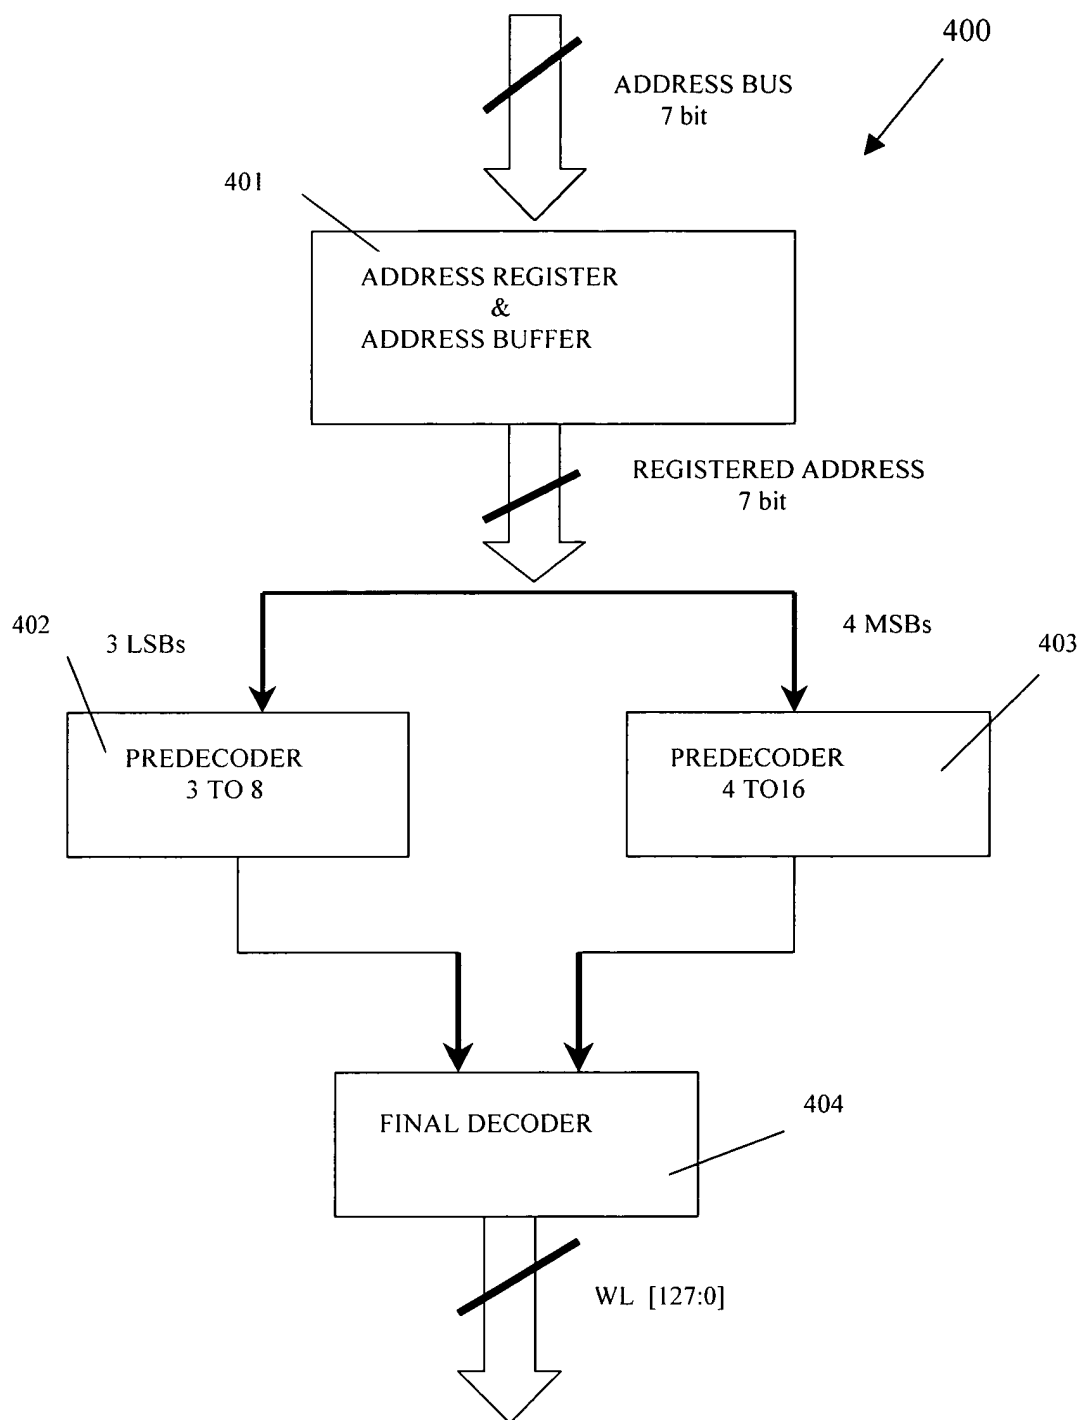 400
ADDRESS BUS
7 bit
401
ADDRESS REGISTER
&
ADDRESS BUFFER
REGISTERED ADDRESS
7 bit
402
3 LSBs
4 MSBs
403
PREDECODER
3 TO 8
PREDECODER
4 TO16
FINAL DECODER
404
WL [127:0]